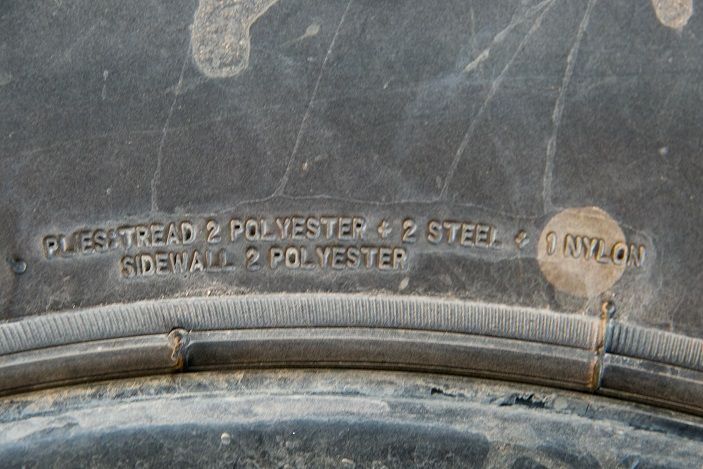 PLIES:TREAD 2 POLYESTER + 2 STEEL + 1 NYLON
SIDEWALL 2 POLYESTER